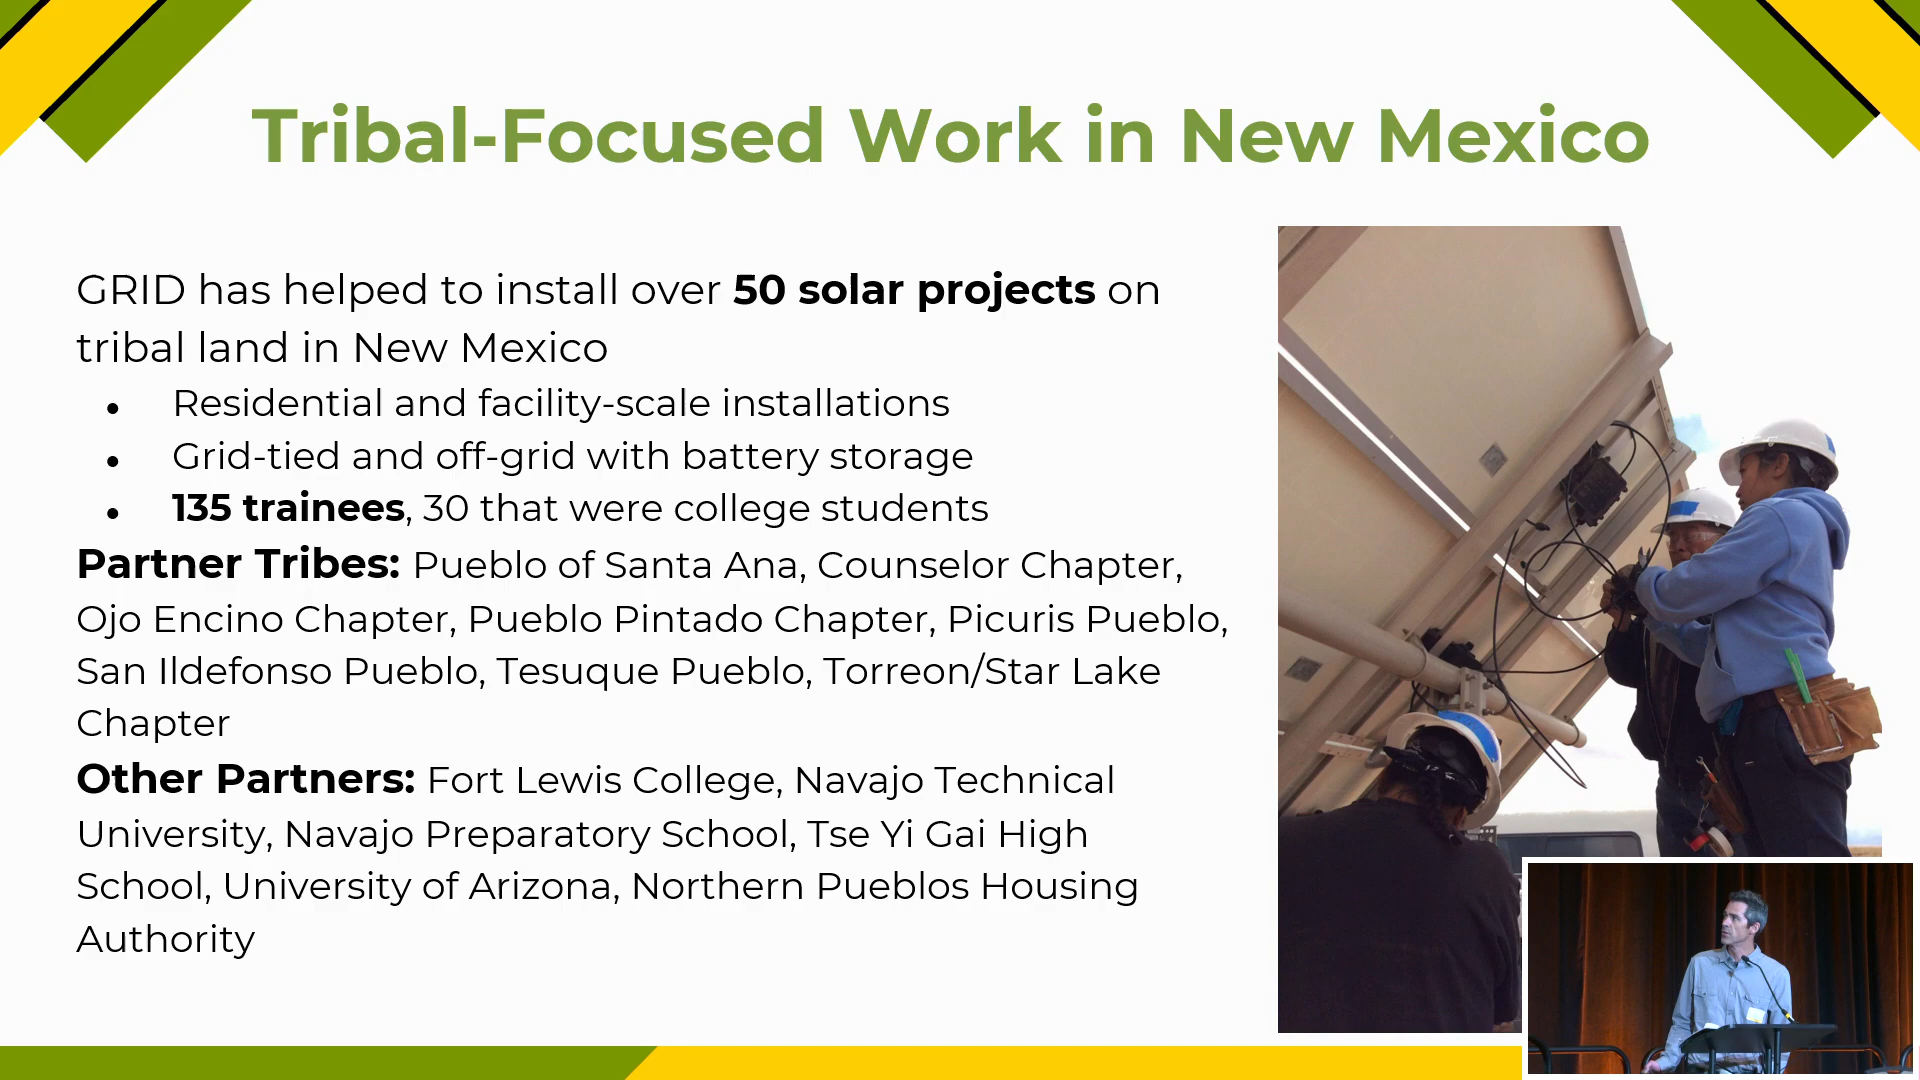 Tribal-Focused Work in New Mexico
GRID has helped to install over 50 solar projects on
tribal land in New Mexico
• Residential and facility-scale installations
• Grid-tied and off-grid with battery storage
• 135 trainees, 30 that were college students
Partner Tribes: Pueblo of Santa Ana, Counselor Chapter,
Ojo Encino Chapter, Pueblo Pintado Chapter, Picuris Pueblo,
San Ildefonso Pueblo, Tesuque Pueblo, Torreon/Star Lake
Chapter
Other Partners: Fort Lewis College, Navajo Technical
University, Navajo Preparatory School, Tse Yi Gai High
School, University of Arizona, Northern Pueblos Housing
Authority